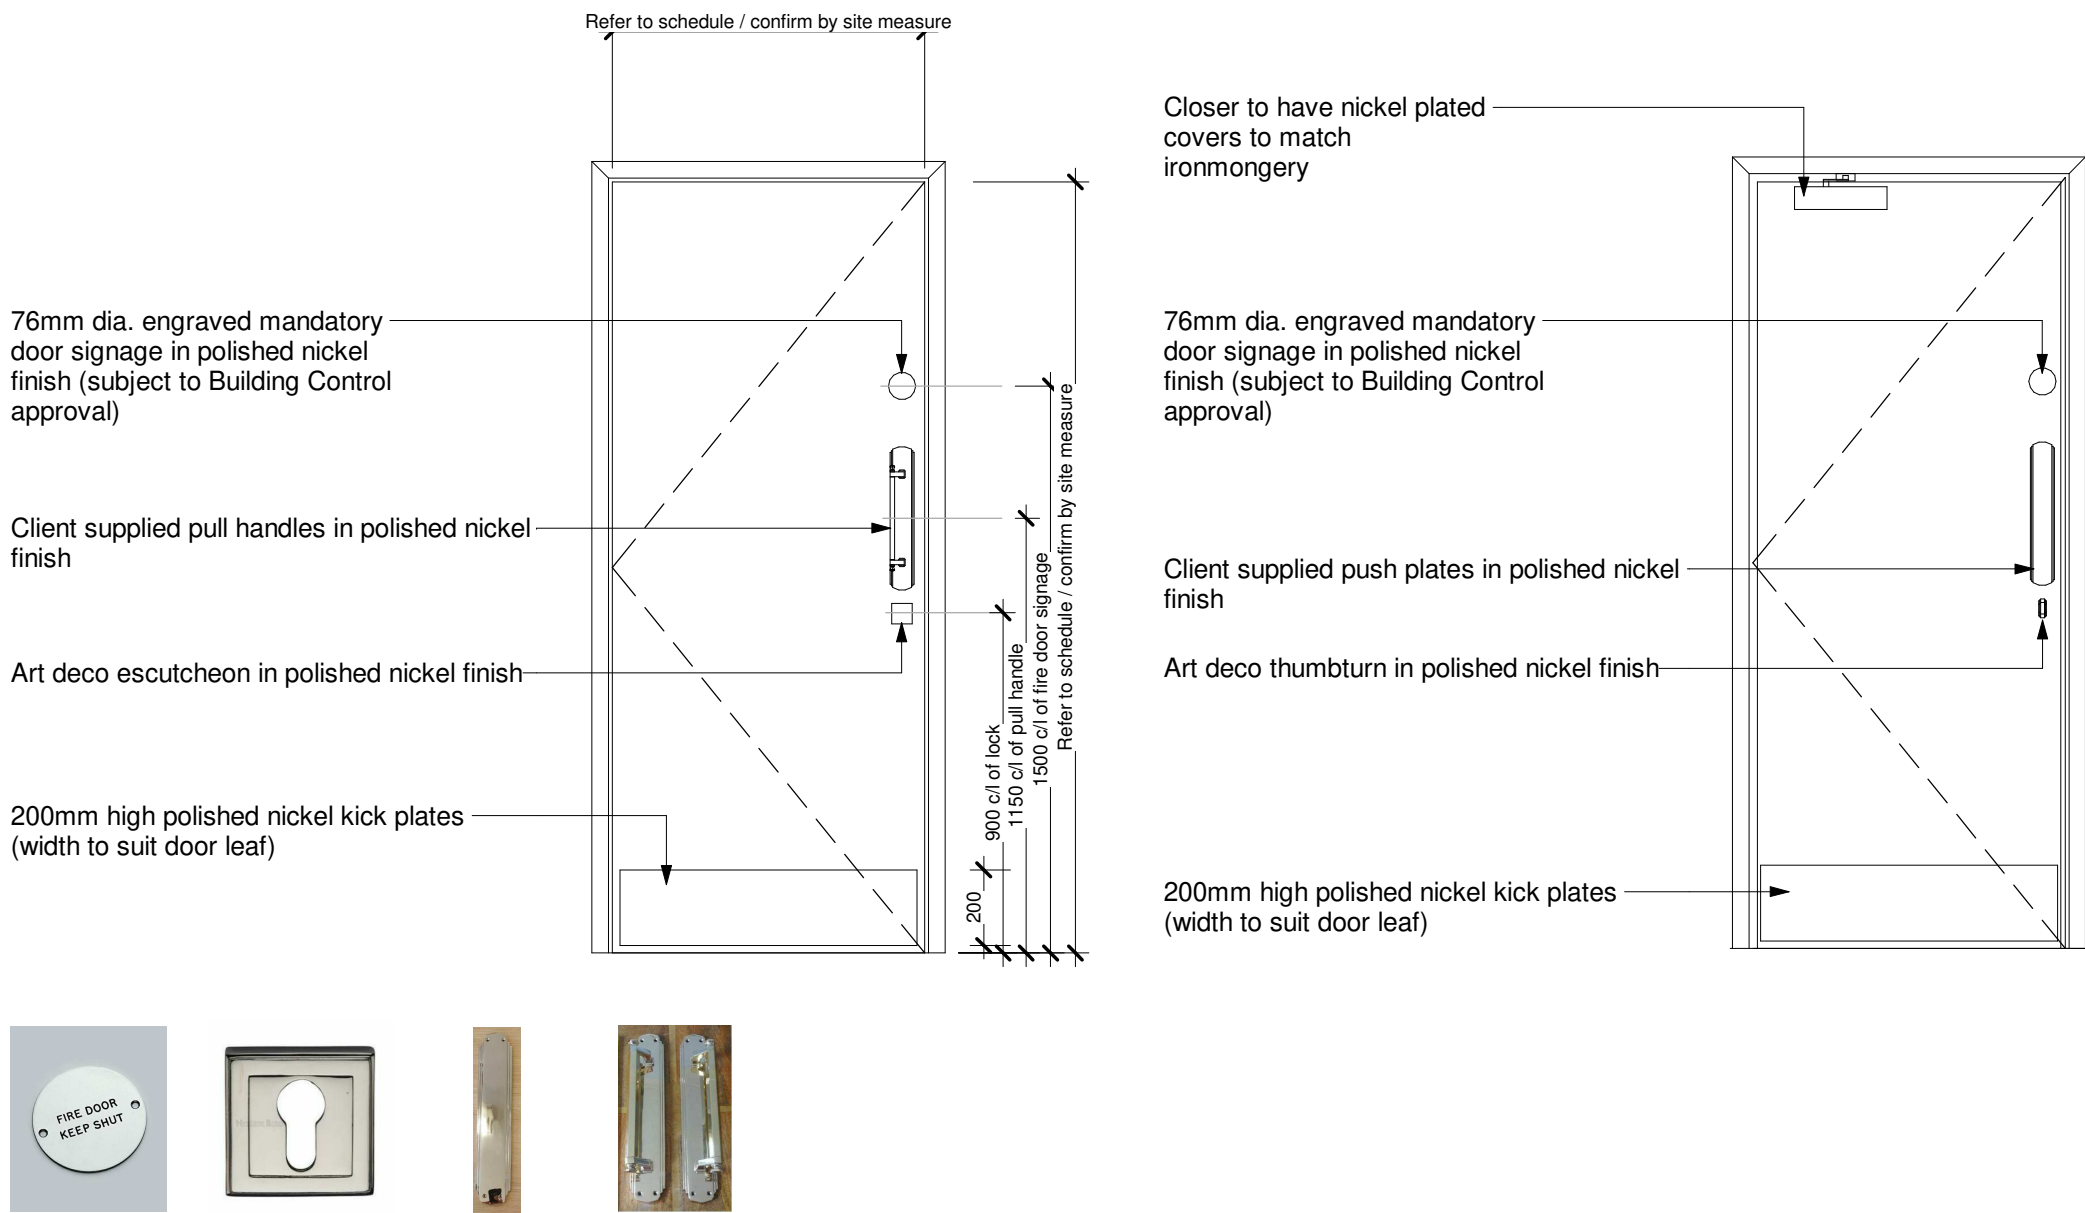 Refer to schedule / confirm by site measure
76mm dia. engraved mandatory
door signage in polished nickel
finish (subject to Building Control
approval)
Client supplied pull handles in polished nickel
finish
Art deco escutcheon in polished nickel finish
200mm high polished nickel kick plates
(width to suit door leaf)
200
900 c/l of lock
1150 c/l of pull handle
1500 c/l of fire door signage
Refer to schedule / confirm by site measure
Closer to have nickel plated
covers to match
ironmongery
76mm dia. engraved mandatory
door signage in polished nickel
finish (subject to Building Control
approval)
Client supplied push plates in polished nickel
finish
Art deco thumbturn in polished nickel finish
200mm high polished nickel kick plates
(width to suit door leaf)
FIRE DOOR
KEEP SHUT